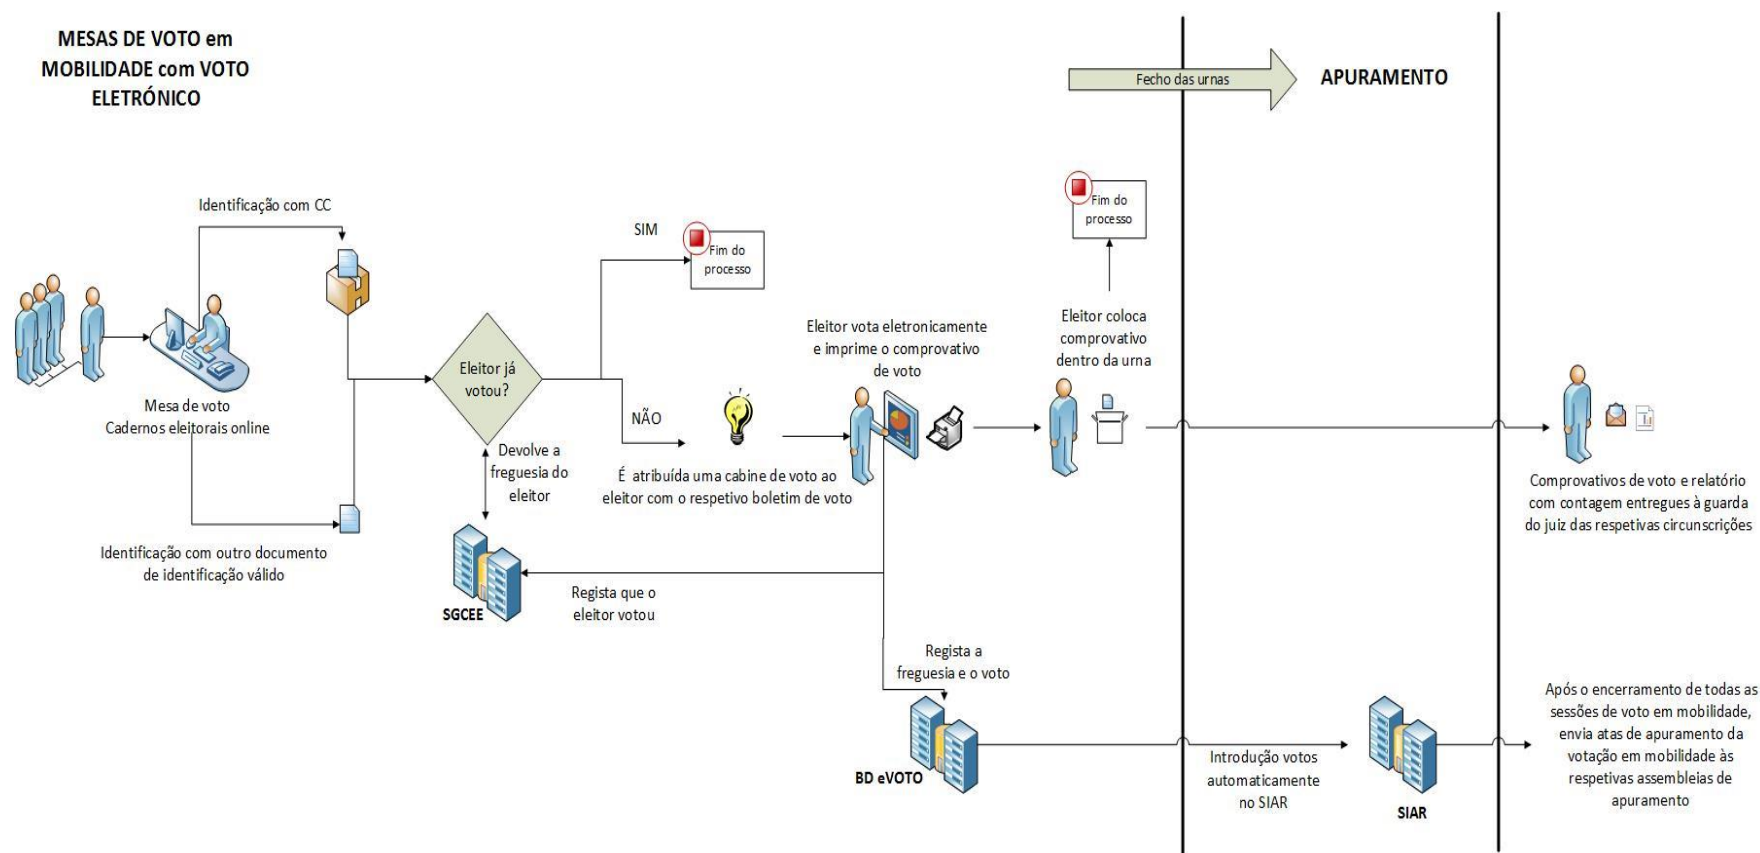 MESAS DE VOTO em
MOBILIDADE com VOTO
ELETRÓNICO
Fecho das urnas
APURAMENTO
Identificação com CC
Mesa de voto
Cadernos eleitorais online
Identificação com outro documento
de identificação válido
Eleitor já
votou?
SIM
Fim do
processo
NÃO
É atribuída uma cabine de voto ao
eleitor com o respetivo boletim de voto
Devolve a
freguesia do
eleitor
SGCEE
Regista que o
eleitor votou
Eleitor vota eletronicamente
e imprime o comprovativo
de voto
Eleitor coloca
comprovativo
dentro da urna
Fim do
processo
Regista a
freguesia e o voto
BD eVOTO
Introdução votos
automaticamente
no SIAR
SIAR
Comprovativos de voto e relatório
com contagem entregues à guarda
do juiz das respetivas circunscrições
Após o encerramento de todas as
sessões de voto em mobilidade,
envia atas de apuramento da
votação em mobilidade às
respetivas assembleias de
apuramento